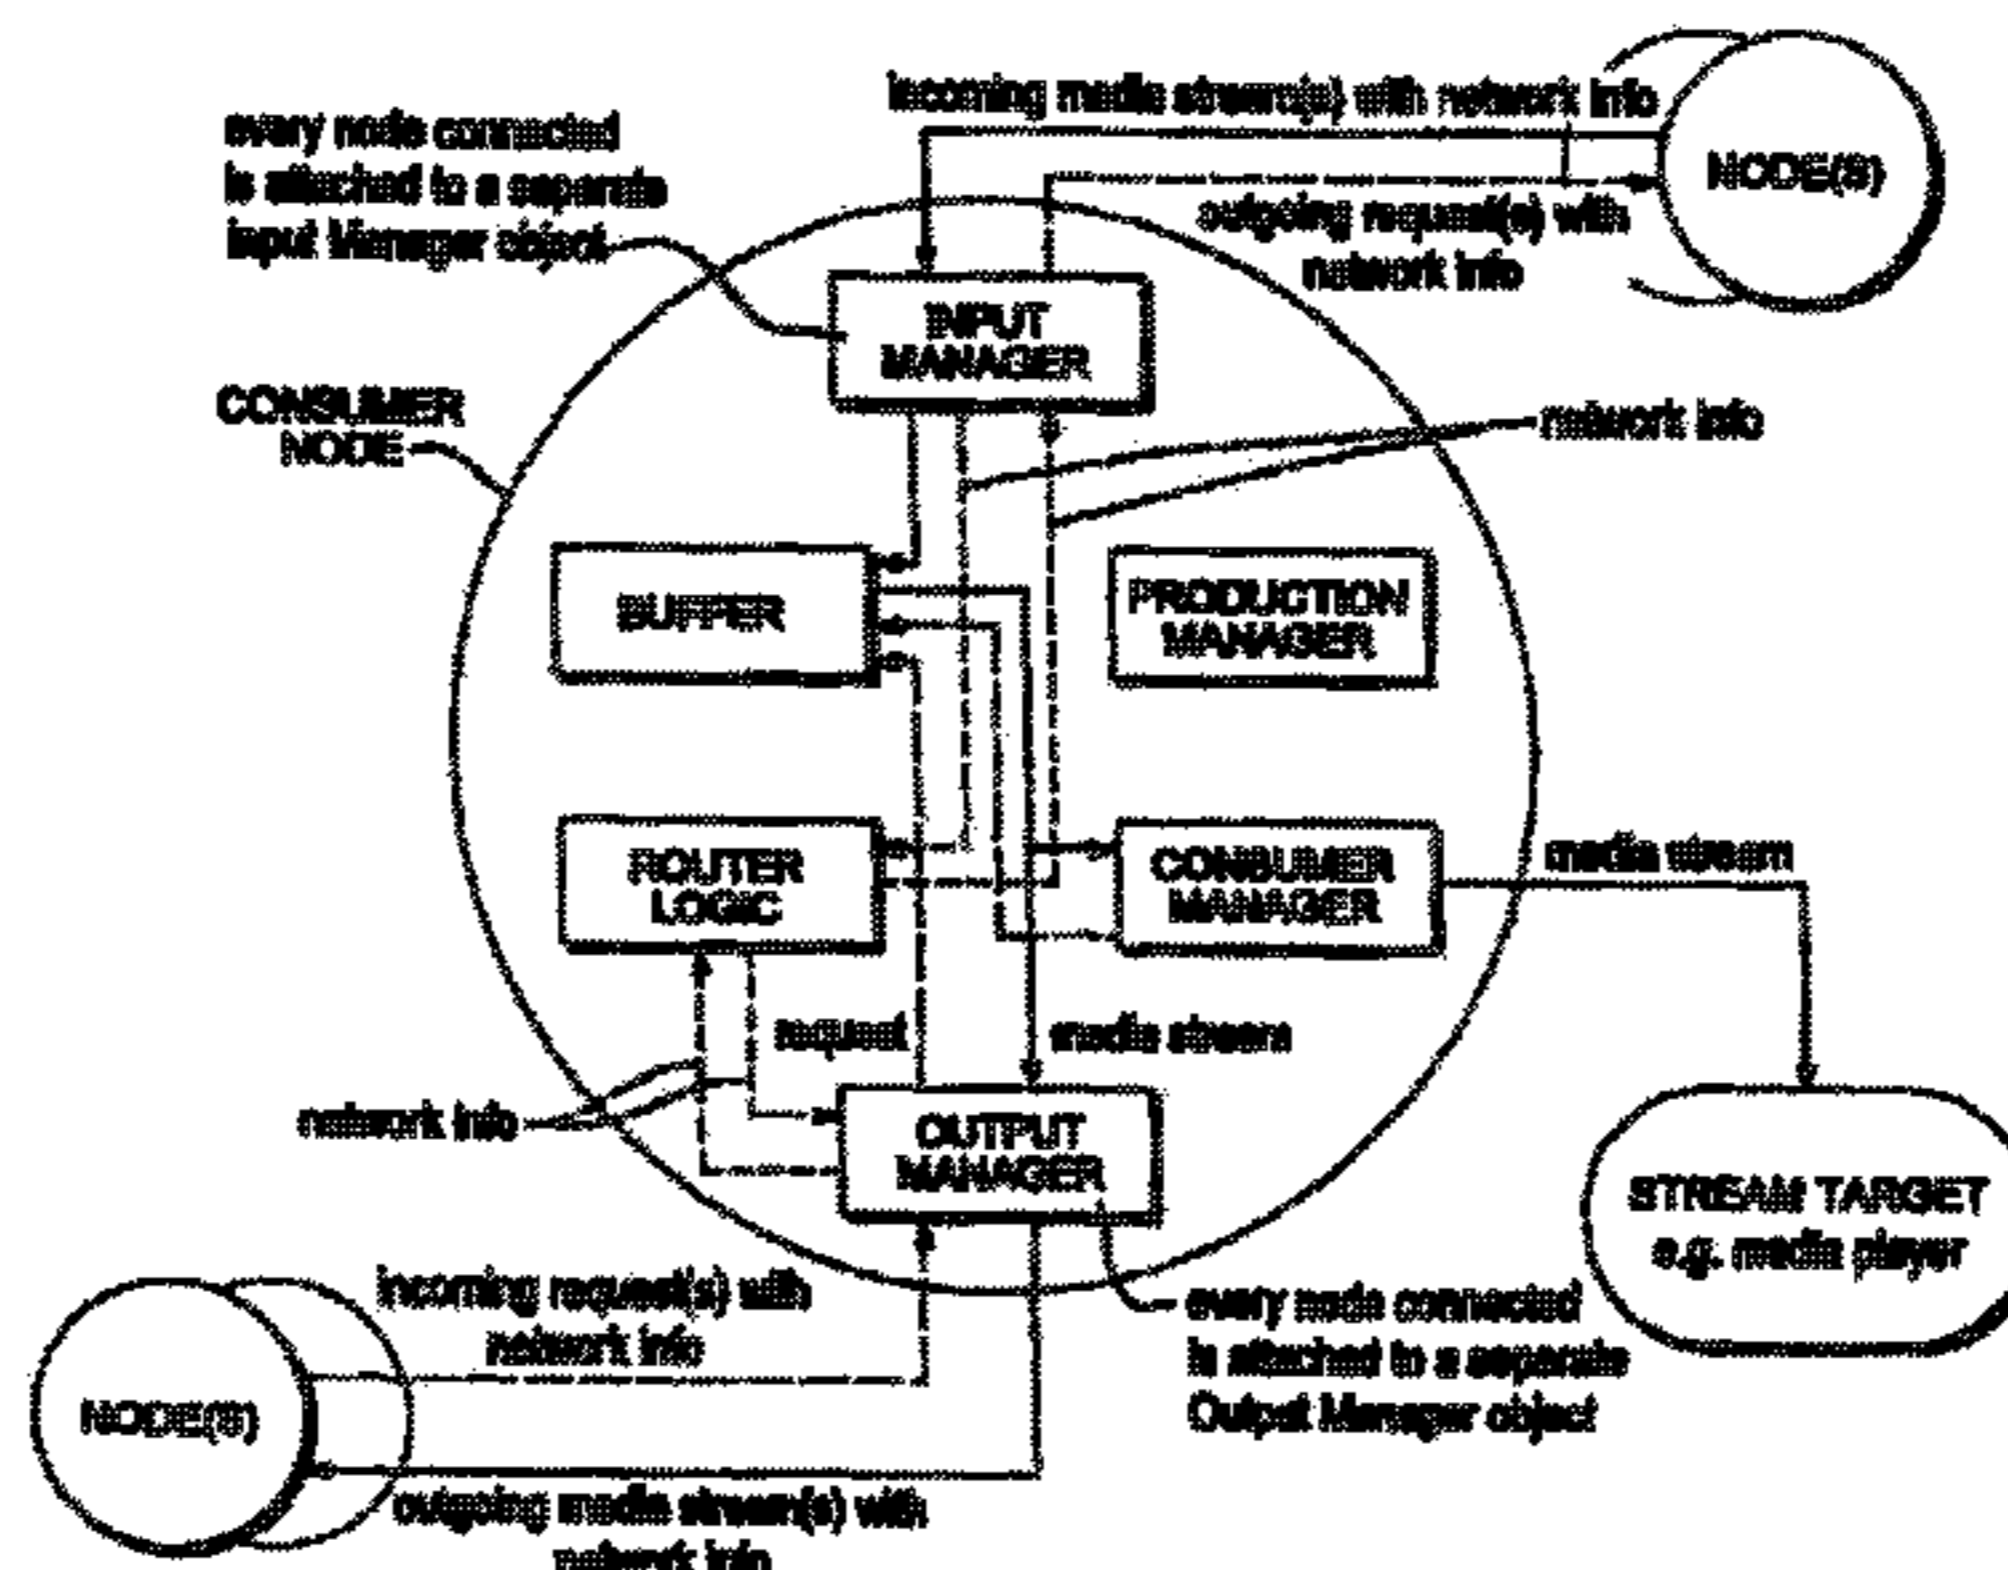 incoming media stream(s) with network info
every node connected
is attached to a separate
Input Manager object
NODE(S)
outgoing request(s) with
network info
INPUT
MANAGER
CONSUMER
NODE
network info
BUFFER
PRODUCTION
MANAGER
ROUTER
LOGIC
CONSUMER
MANAGER
media stream
request
media stream
network info
OUTPUT
MANAGER
STREAM TARGET
e.g. media player
incoming request(s) with
network info
every node connected
is attached to a separate
Output Manager object
NODE(S)
outgoing media stream(s) with
network info